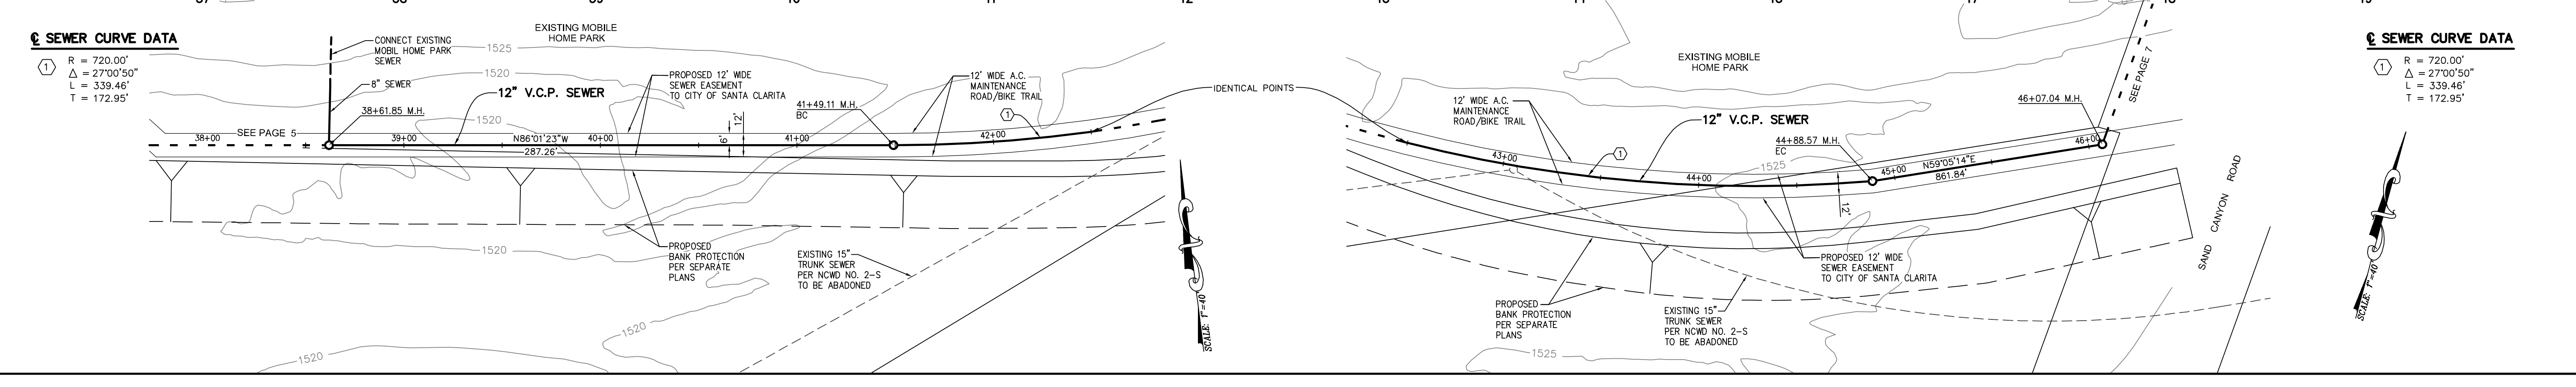 ℄ SEWER CURVE DATA
1
R = 720.00'
Δ = 27°00'50"
L = 339.46'
T = 172.95'
CONNECT EXISTING
MOBIL HOME PARK
SEWER
EXISTING MOBILE
HOME PARK
1525
1520
8" SEWER
12" V.C.P. SEWER
PROPOSED 12' WIDE
SEWER EASEMENT
TO CITY OF SANTA CLARITA
38+61.85 M.H.
1520
41+49.11 M.H.
BC
12' WIDE A.C.
MAINTENANCE
ROAD/BIKE TRAIL
1
SEE PAGE 5
38+00
39+00
N86°01'23"W
40+00
41+00
42+00
287.26'
6'
12'
IDENTICAL POINTS
PROPOSED
BANK PROTECTION
PER SEPARATE
PLANS
EXISTING 15"
TRUNK SEWER
PER NCWD NO. 2-S
TO BE ABADONED
1520
1520
1520
SCALE: 1"=40'
EXISTING MOBILE
HOME PARK
12' WIDE A.C.
MAINTENANCE
ROAD/BIKE TRAIL
12" V.C.P. SEWER
46+07.04 M.H.
SEE PAGE 7
44+88.57 M.H.
EC
43+00
1
44+00
1525
45+00
N59°05'14"E
861.84'
46+00
12'
PROPOSED 12' WIDE
SEWER EASEMENT
TO CITY OF SANTA CLARITA
PROPOSED
BANK PROTECTION
PER SEPARATE
PLANS
EXISTING 15"
TRUNK SEWER
PER NCWD NO. 2-S
TO BE ABADONED
1525
SAND CANYON ROAD
SCALE: 1"=40'
℄ SEWER CURVE DATA
1
R = 720.00'
Δ = 27°00'50"
L = 339.46'
T = 172.95'